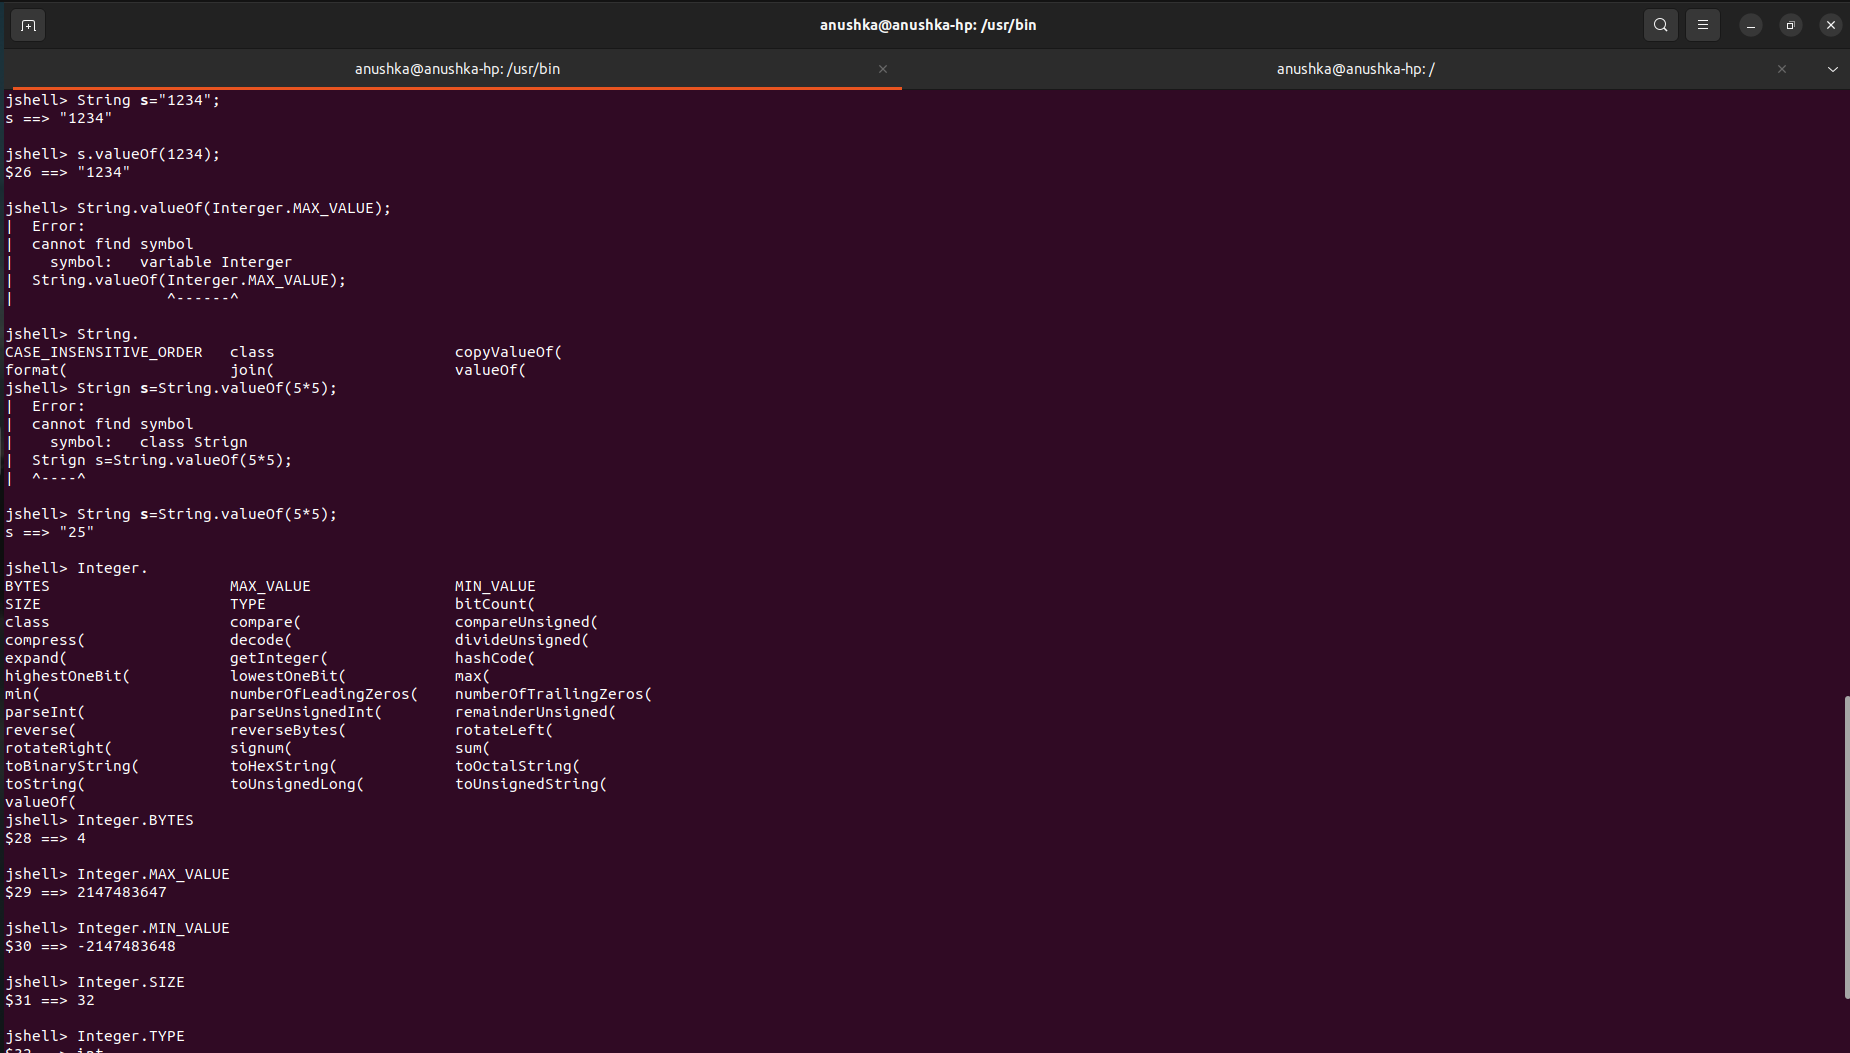 anushka@anushka-hp: /usr/bin
anushka@anushka-hp: /usr/bin
anushka@anushka-hp: /
jshell> String s="1234";
s ==> "1234"
jshell> s.valueOf(1234);
$26 ==> "1234"
jshell> String.valueOf(Interger.MAX_VALUE);
|  Error:
|  cannot find symbol
|    symbol:   variable Interger
|  String.valueOf(Interger.MAX_VALUE);
|                 ^------^
jshell> String.
CASE_INSENSITIVE_ORDER   class                    copyValueOf(
format(                  join(                    valueOf(
jshell> Strign s=String.valueOf(5*5);
|  Error:
|  cannot find symbol
|    symbol:   class Strign
|  Strign s=String.valueOf(5*5);
|  ^----^
jshell> String s=String.valueOf(5*5);
s ==> "25"
jshell> Integer.
BYTES                    MAX_VALUE                MIN_VALUE
SIZE                     TYPE                     bitCount(
class                    compare(                 compareUnsigned(
compress(                decode(                  divideUnsigned(
expand(                  getInteger(              hashCode(
highestOneBit(           lowestOneBit(            max(
min(                     numberOfLeadingZeros(    numberOfTrailingZeros(
parseInt(                parseUnsignedInt(        remainderUnsigned(
reverse(                 reverseBytes(            rotateLeft(
rotateRight(             signum(                  sum(
toBinaryString(          toHexString(             toOctalString(
toString(                toUnsignedLong(          toUnsignedString(
valueOf(
jshell> Integer.BYTES
$28 ==> 4
jshell> Integer.MAX_VALUE
$29 ==> 2147483647
jshell> Integer.MIN_VALUE
$30 ==> -2147483648
jshell> Integer.SIZE
$31 ==> 32
jshell> Integer.TYPE